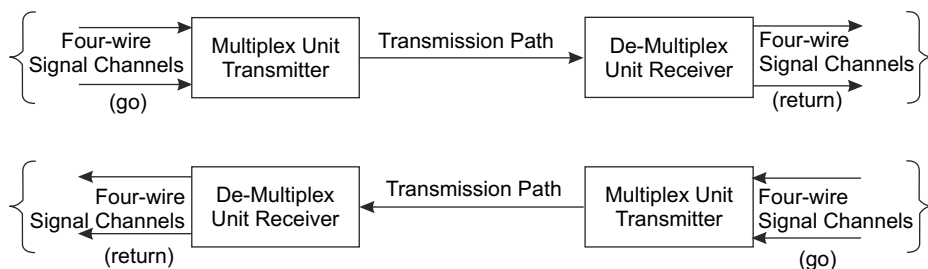 Four-wire
Signal Channels
(go)
Multiplex Unit
Transmitter
Transmission Path
De-Multiplex
Unit Receiver
Four-wire
Signal Channels
(return)
Four-wire
Signal Channels
(return)
De-Multiplex
Unit Receiver
Transmission Path
Multiplex Unit
Transmitter
Four-wire
Signal Channels
(go)